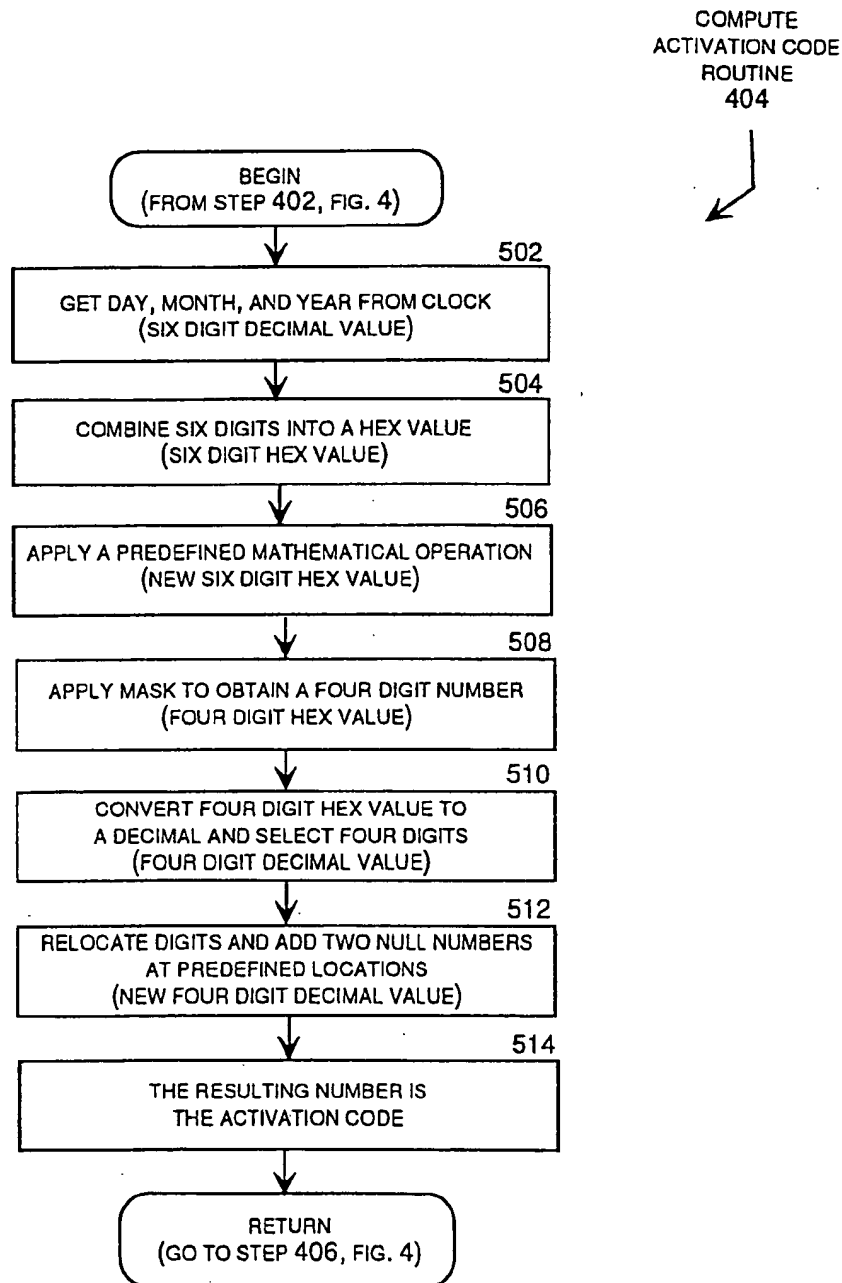 COMPUTE
ACTIVATION CODE
ROUTINE
404
BEGIN
(FROM STEP 402, FIG. 4)
502
GET DAY, MONTH, AND YEAR FROM CLOCK
(SIX DIGIT DECIMAL VALUE)
504
COMBINE SIX DIGITS INTO A HEX VALUE
(SIX DIGIT HEX VALUE)
506
APPLY A PREDEFINED MATHEMATICAL OPERATION
(NEW SIX DIGIT HEX VALUE)
508
APPLY MASK TO OBTAIN A FOUR DIGIT NUMBER
(FOUR DIGIT HEX VALUE)
510
CONVERT FOUR DIGIT HEX VALUE TO
A DECIMAL AND SELECT FOUR DIGITS
(FOUR DIGIT DECIMAL VALUE)
512
RELOCATE DIGITS AND ADD TWO NULL NUMBERS
AT PREDEFINED LOCATIONS
(NEW FOUR DIGIT DECIMAL VALUE)
514
THE RESULTING NUMBER IS
THE ACTIVATION CODE
RETURN
(GO TO STEP 406, FIG. 4)